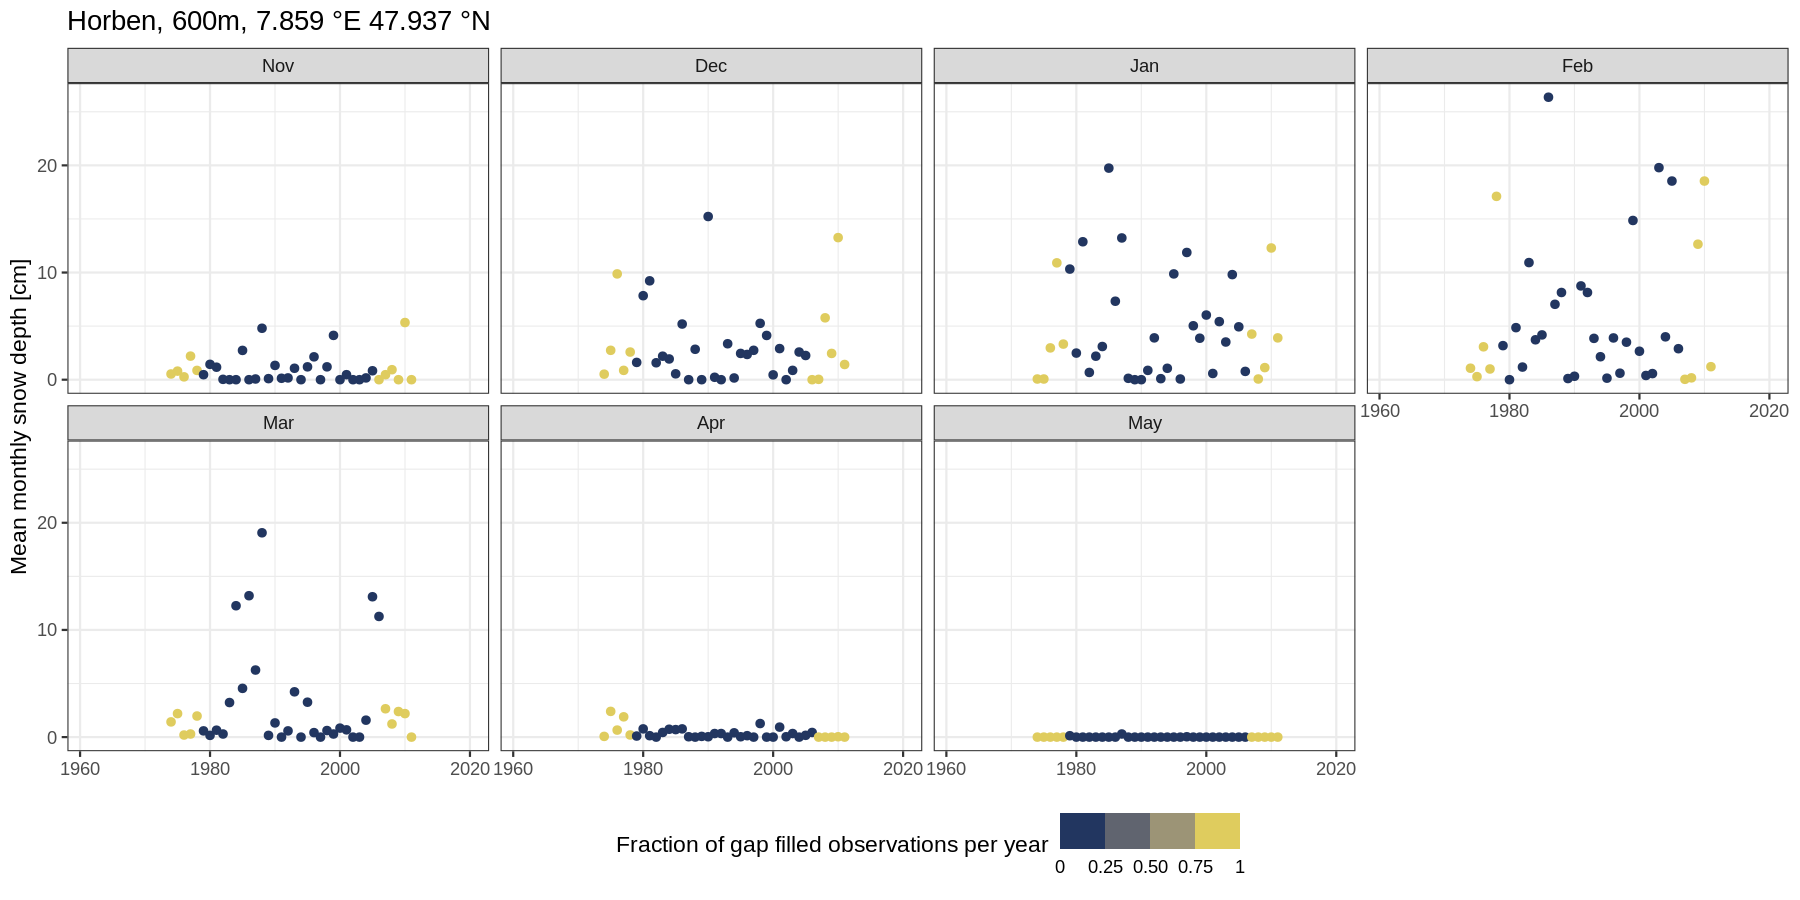 Horben, 600m, 7.859 °E 47.937 °N
Nov
Dec
Jan
Feb
20
10
0
1960 1980 2000 2020
Mar
Apr
May
20
10
0
1960 1980 2000 2020 1960 1980 2000 2020 1960 1980 2000 2020
Mean monthly snow depth [cm]
Fraction of gap filled observations per year
0 0.25 0.50 0.75 1